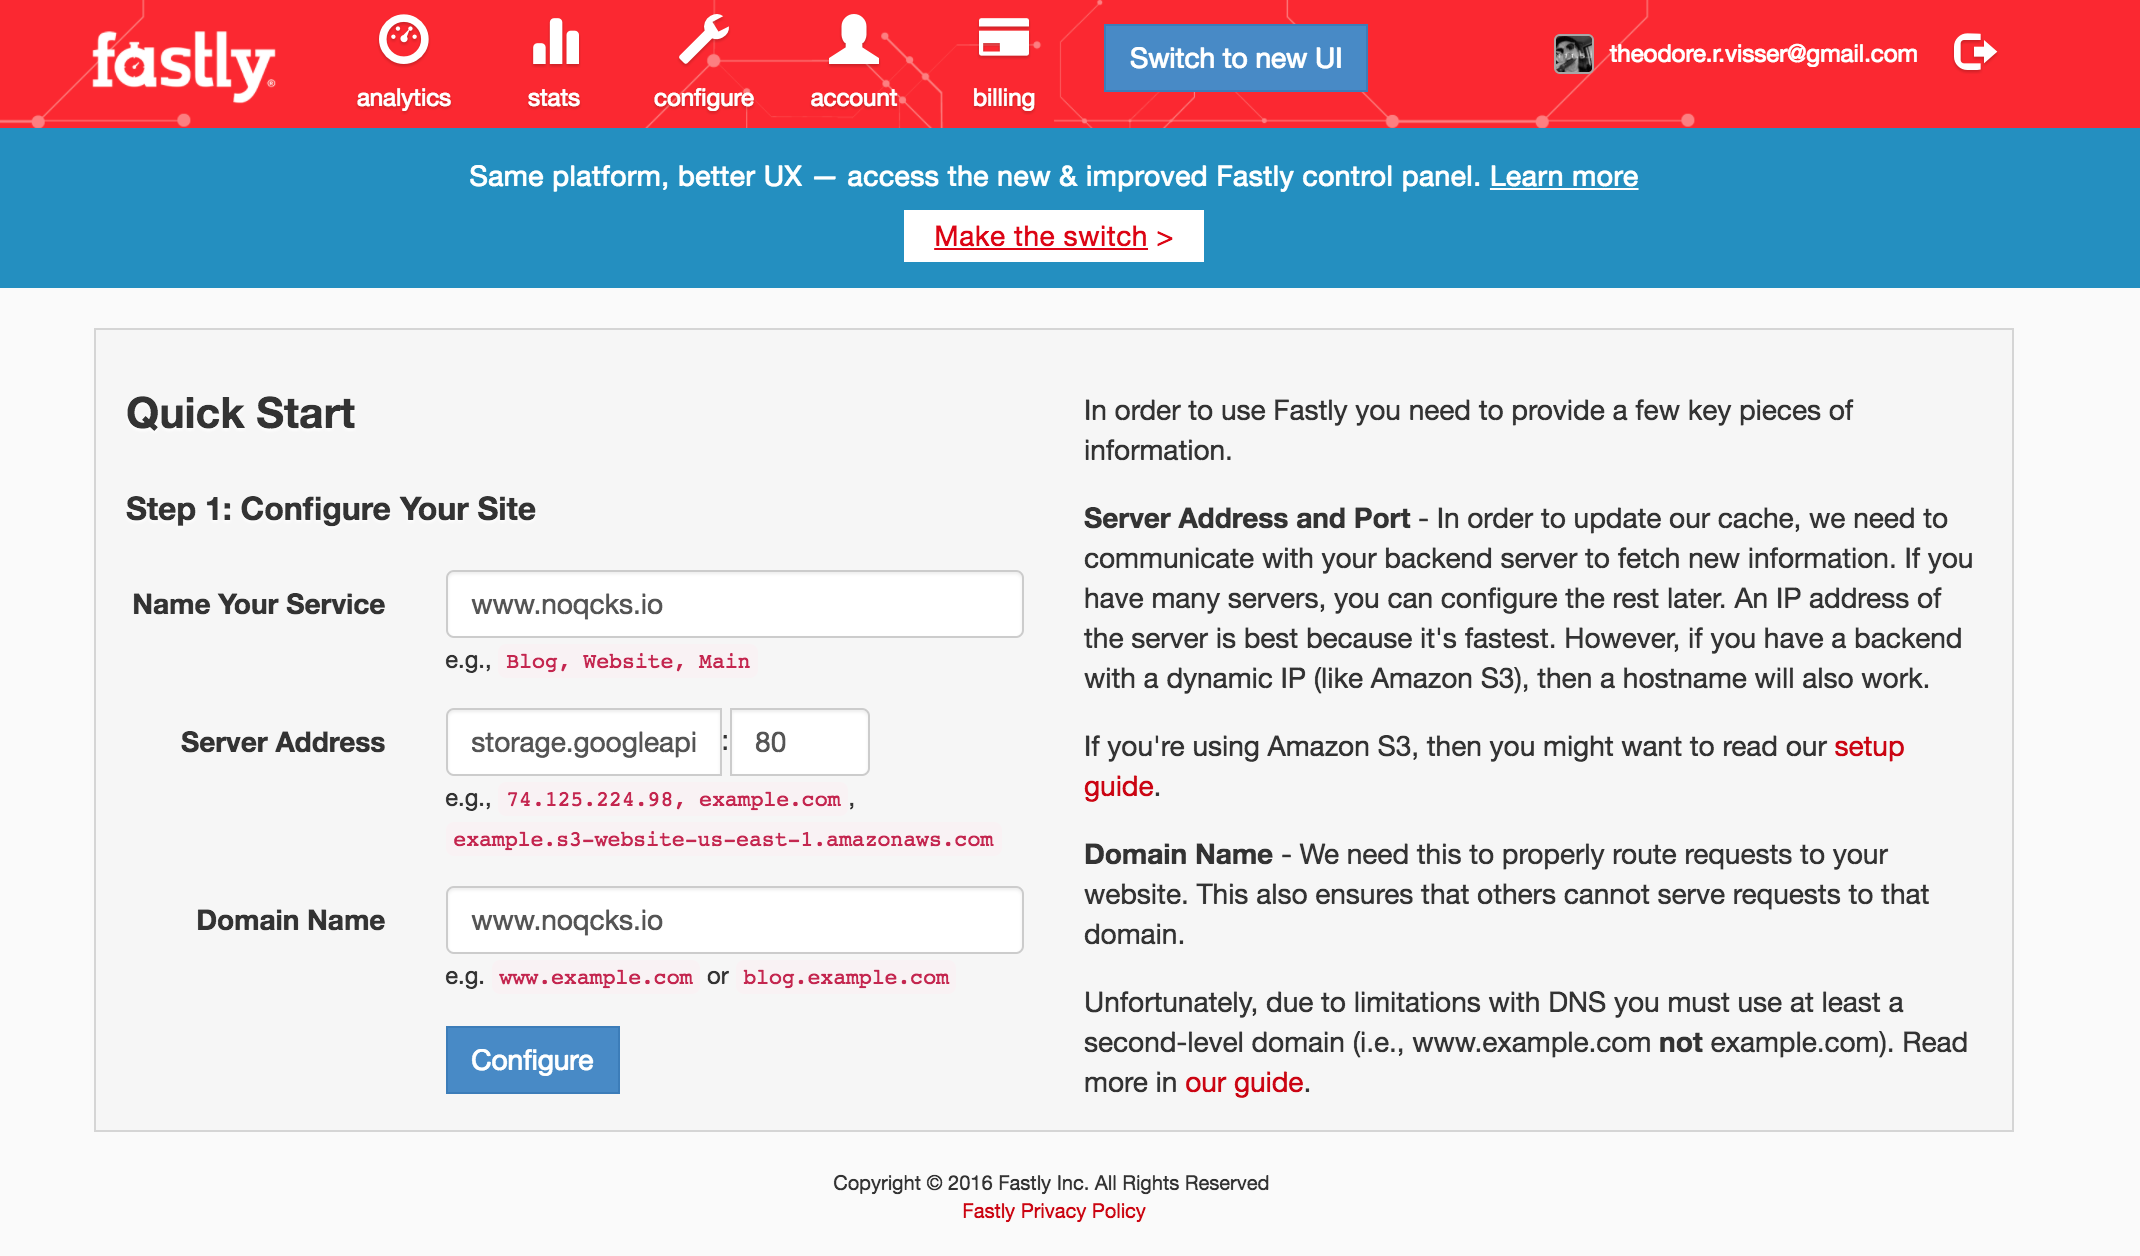 fastly
analytics
stats
configure
account
billing
Switch to new UI
theodore.r.visser@gmail.com
Same platform, better UX — access the new & improved Fastly control panel. Learn more
Make the switch >
Quick Start
Step 1: Configure Your Site
Name Your Service
www.noqcks.io
e.g., Blog, Website, Main
Server Address
storage.googleapi : 80
e.g., 74.125.224.98, example.com ,
example.s3-website-us-east-1.amazonaws.com
Domain Name
www.noqcks.io
e.g. www.example.com or blog.example.com
Configure
In order to use Fastly you need to provide a few key pieces of
information.
Server Address and Port - In order to update our cache, we need to
communicate with your backend server to fetch new information. If you
have many servers, you can configure the rest later. An IP address of
the server is best because it's fastest. However, if you have a backend
with a dynamic IP (like Amazon S3), then a hostname will also work.
If you're using Amazon S3, then you might want to read our setup
guide.
Domain Name - We need this to properly route requests to your
website. This also ensures that others cannot serve requests to that
domain.
Unfortunately, due to limitations with DNS you must use at least a
second-level domain (i.e., www.example.com not example.com). Read
more in our guide.
Copyright © 2016 Fastly Inc. All Rights Reserved
Fastly Privacy Policy